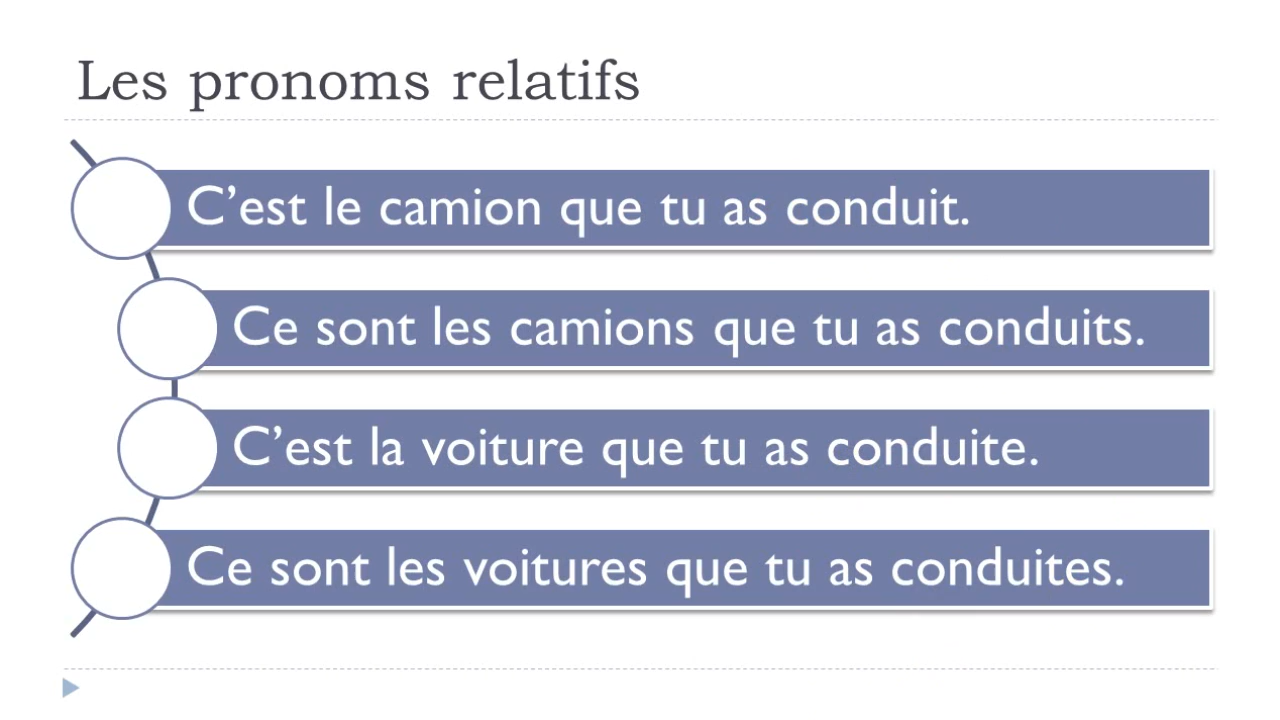 Les pronoms relatifs
C’est le camion que tu as conduit.
Ce sont les camions que tu as conduits.
C’est la voiture que tu as conduite.
Ce sont les voitures que tu as conduites.